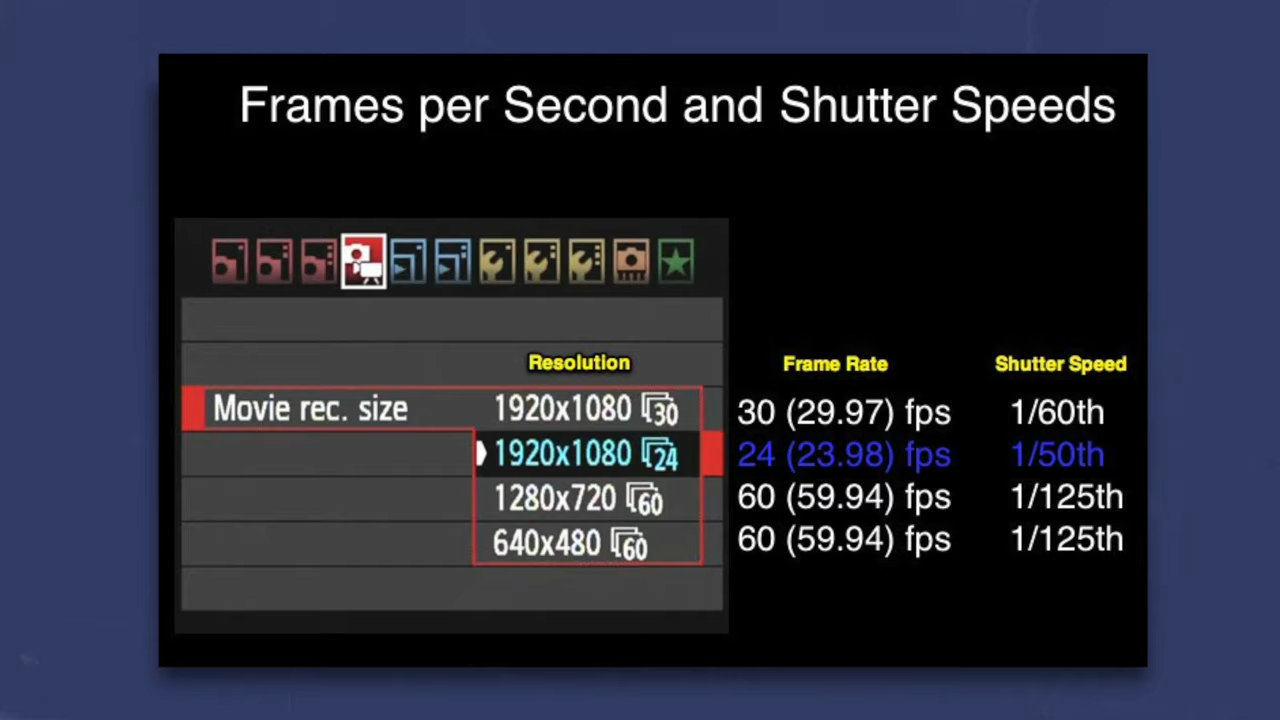 Frames per Second and Shutter Speeds
Resolution Frame Rate Shutter Speed
Movie rec. size 1920x1080 30 30 (29.97) fps 1/60th
1920x1080 24 24 (23.98) fps 1/50th
1280x720 60 60 (59.94) fps 1/125th
640x480 60 60 (59.94) fps 1/125th